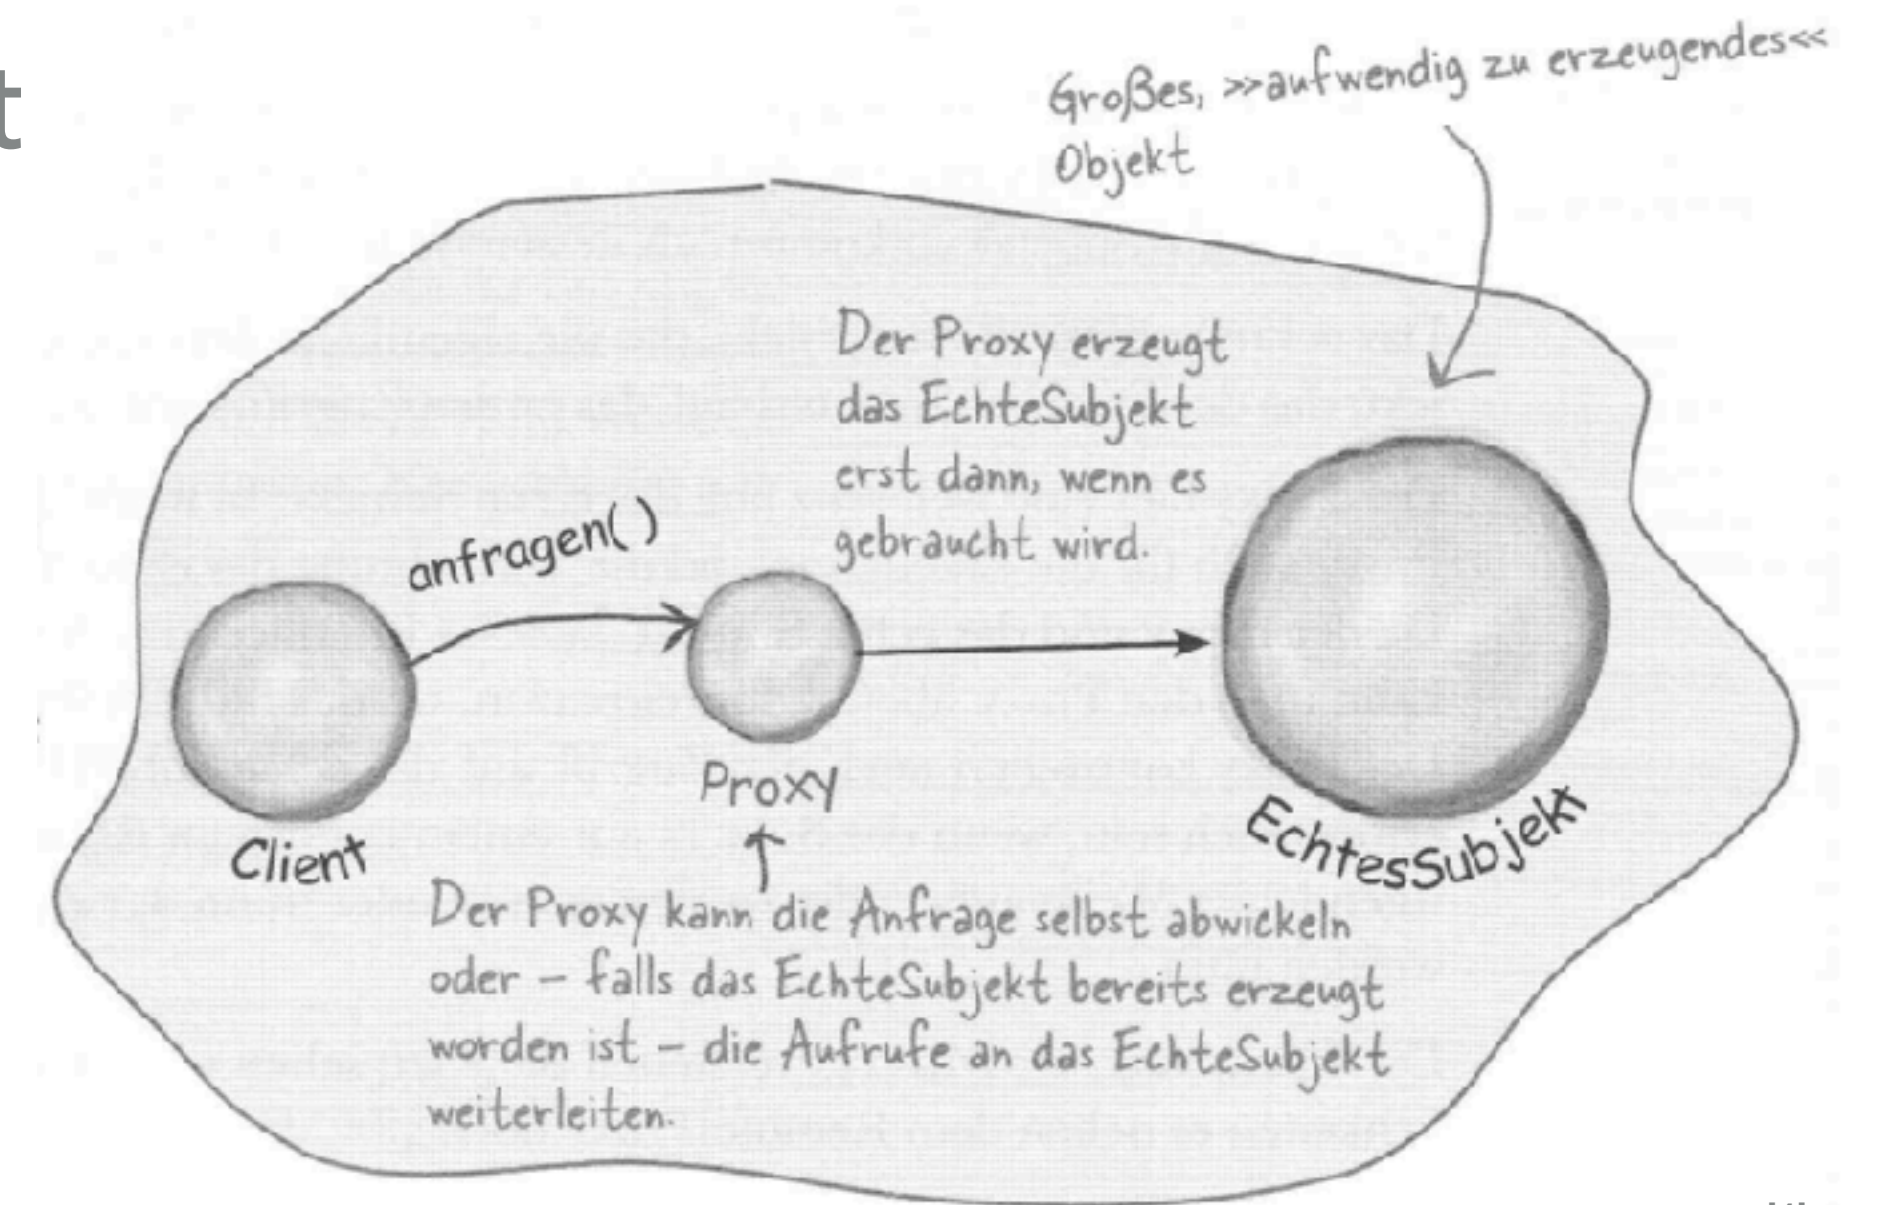 t
Großes, >>aufwendig zu erzeugendes<<
Objekt
Der Proxy erzeugt
das EchteSubjekt
erst dann, wenn es
gebraucht wird.
anfragen()
Proxy
Client
EchtesSubjekt
Der Proxy kann die Anfrage selbst abwickeln
oder – falls das EchteSubjekt bereits erzeugt
worden ist – die Aufrufe an das EchteSubjekt
weiterleiten.